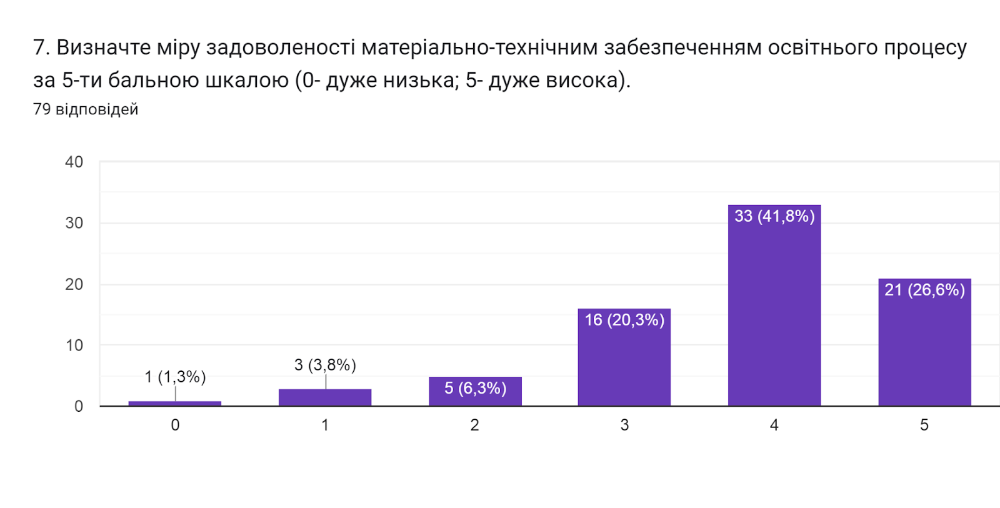 7. Визначте міру задоволеності матеріально-технічним забезпеченням освітнього процесу
за 5-ти бальною шкалою (0- дуже низька; 5- дуже висока).
79 відповідей
40
30
20
10
0
1 (1,3%)
3 (3,8%)
5 (6,3%)
16 (20,3%)
33 (41,8%)
21 (26,6%)
0 1 2 3 4 5